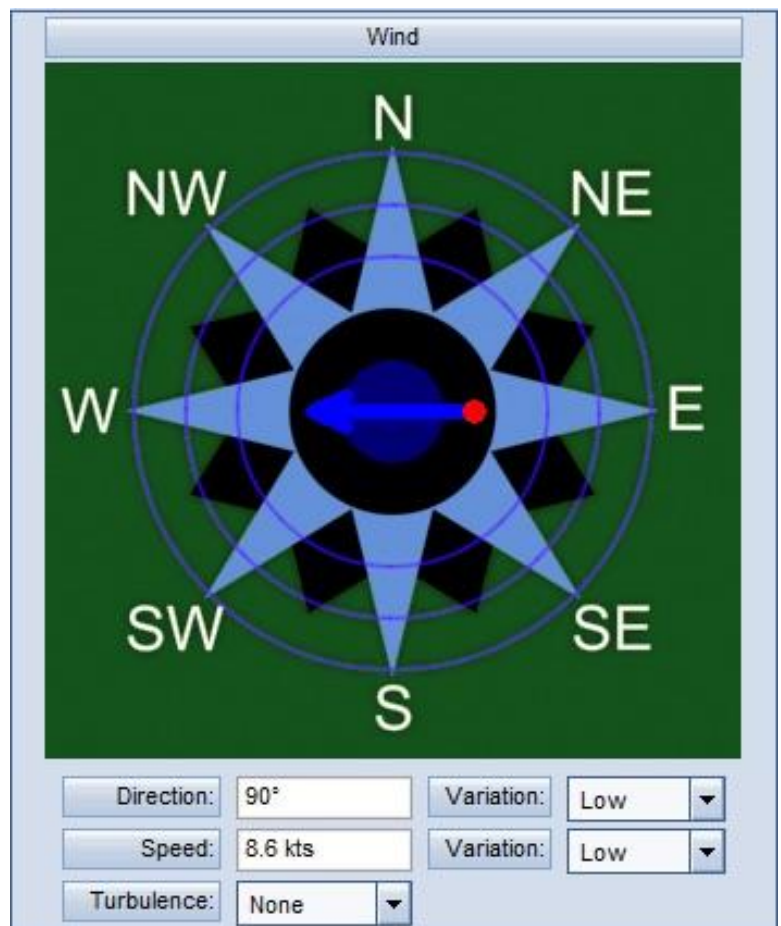 Wind
N
NW NE
W E
SW SE
S
Direction: 90° Variation: Low
Speed: 8.6 kts Variation: Low
Turbulence: None